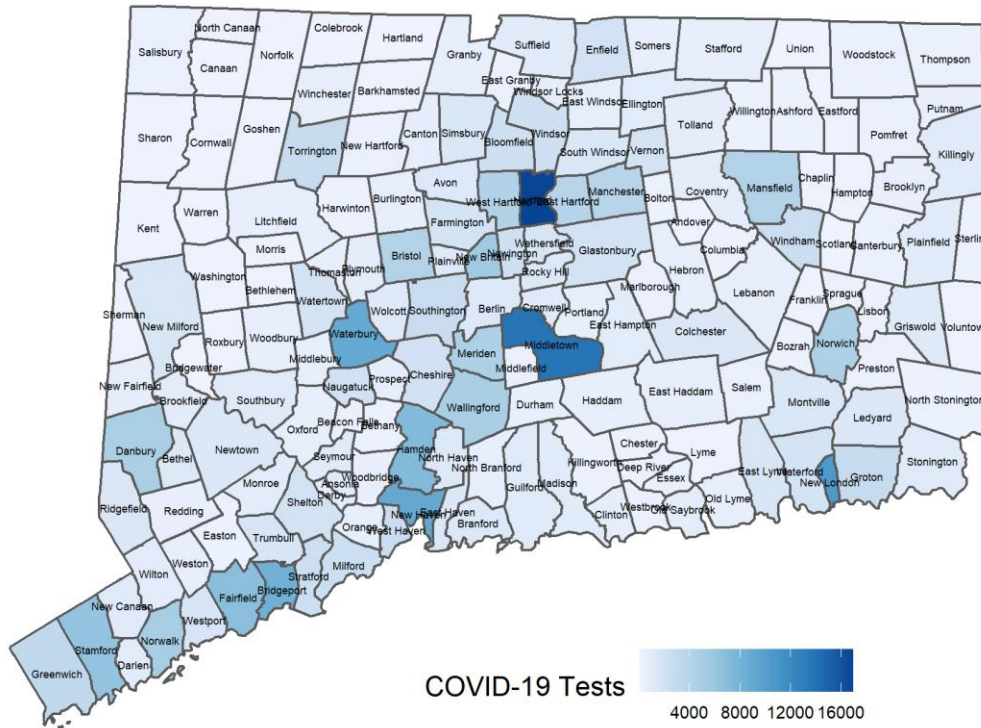 North Canaan
Colebrook
Hartland
Salisbury
Norfolk
Canaan
Granby
Suffield
Enfield
Somers
Stafford
Union
Woodstock
Thompson
East Granby
Windsor Locks
Winchester
Barkhamsted
East Windsor
Ellington
Willington
Ashford
Eastford
Putnam
Sharon
Cornwall
Goshen
Torrington
New Hartford
Canton
Simsbury
Bloomfield
Windsor
South Windsor
Vernon
Tolland
Pomfret
Killingly
Avon
West Hartford
East Hartford
Manchester
Bolton
Coventry
Mansfield
Chaplin
Hampton
Brooklyn
Kent
Warren
Litchfield
Harwinton
Burlington
Farmington
Andover
Morris
Bristol
Plainville
New Britain
Newington
Wethersfield
Glastonbury
Columbia
Windham
Scotland
Canterbury
Plainfield
Sterlin
Washington
Bethlehem
Thomaston
Plymouth
Rocky Hill
Hebron
Marlborough
Sherman
New Milford
Watertown
Wolcott
Southington
Berlin
Cromwell
Portland
East Hampton
Lebanon
Franklin
Sprague
Lisbon
Griswold
Voluntow
Roxbury
Woodbury
Waterbury
Colchester
Bridgewater
Middlebury
Meriden
Middletown
Bozrah
Norwich
Preston
New Fairfield
Brookfield
Southbury
Naugatuck
Prospect
Cheshire
Middlefield
Salem
North Stonington
Oxford
Beacon Falls
Bethany
Wallingford
Durham
Haddam
East Haddam
Montville
Ledyard
Danbury
Bethel
Newtown
Seymour
Hamden
North Haven
Chester
Lyme
Stonington
Monroe
Ansonia
Woodbridge
North Branford
Killingworth
Deep River
Essex
East Lyme
Waterford
Groton
Ridgefield
Redding
Shelton
Derby
New Haven
East Haven
Guilford
Madison
Westbrook
Old Saybrook
Old Lyme
New London
Easton
Trumbull
Orange
West Haven
Branford
Clinton
Wilton
Weston
Stratford
Milford
New Canaan
Fairfield
Bridgeport
Westport
Norwalk
Stamford
Darien
Greenwich
COVID-19 Tests
4000 8000 12000 16000